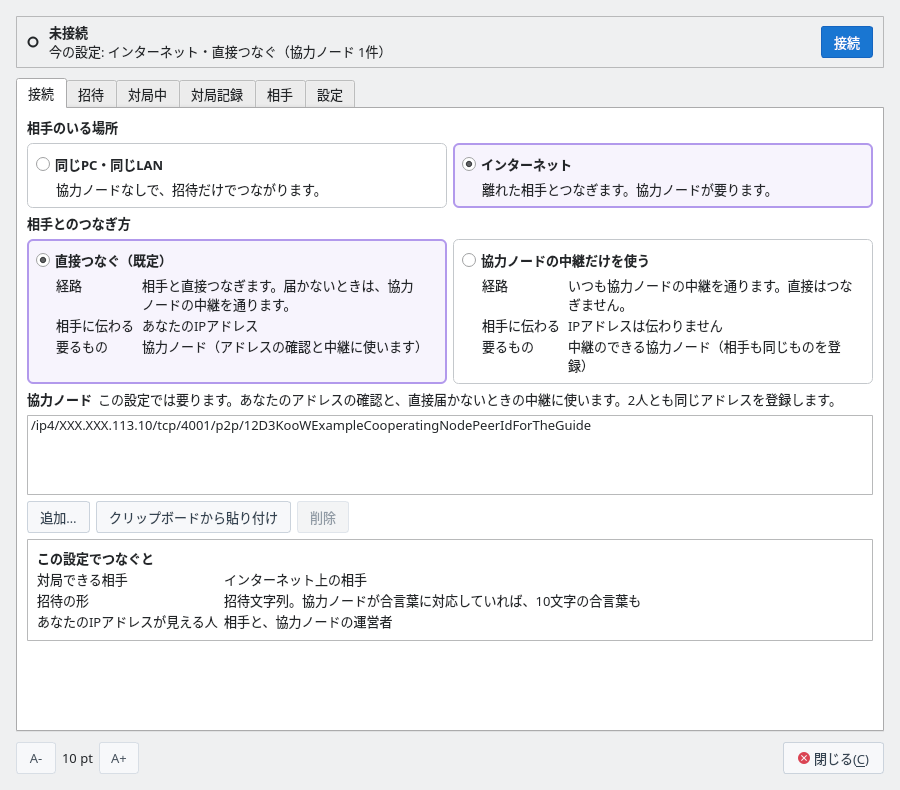 未接続
今の設定: インターネット・直接つなぐ（協力ノード 1件）
接続
接続 招待 対局中 対局記録 相手 設定
相手のいる場所
同じPC・同じLAN
協力ノードなしで、招待だけでつながります。
インターネット
離れた相手とつなぎます。協力ノードが要ります。
相手とのつなぎ方
直接つなぐ（既定）
経路 相手と直接つなぎます。届かないときは、協力
ノードの中継を通ります。
相手に伝わる あなたのIPアドレス
要るもの 協力ノード（アドレスの確認と中継に使います）
協力ノードの中継だけを使う
経路 いつも協力ノードの中継を通ります。直接はつな
ぎません。
相手に伝わる IPアドレスは伝わりません
要るもの 中継のできる協力ノード（相手も同じものを登
録）
協力ノード この設定では要ります。あなたのアドレスの確認と、直接届かないときの中継に使います。2人とも同じアドレスを登録します。
/ip4/XXX.XXX.113.10/tcp/4001/p2p/12D3KooWExampleCooperatingNodePeerIdForTheGuide
追加... クリップボードから貼り付け 削除
この設定でつなぐと
対局できる相手 インターネット上の相手
招待の形 招待文字列。協力ノードが合言葉に対応していれば、10文字の合言葉も
あなたのIPアドレスが見える人 相手と、協力ノードの運営者
A- 10 pt A+ 閉じる(C)